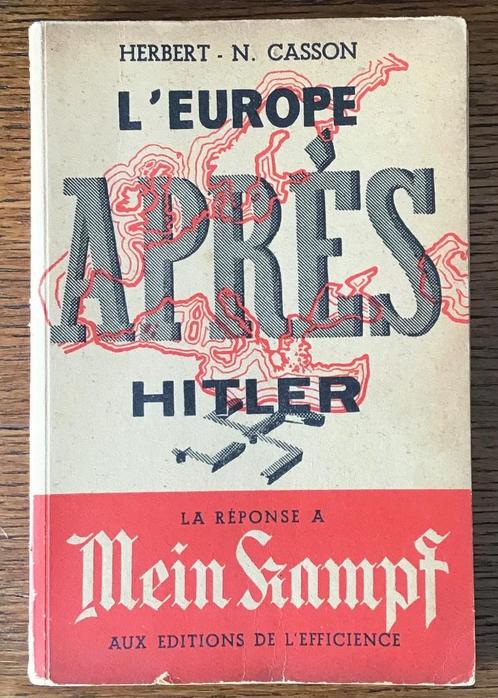 HERBERT - N. CASSON
L'EUROPE
APRÈS
HITLER
LA RÉPONSE A
Mein Kampf
AUX EDITIONS DE L'EFFICIENCE